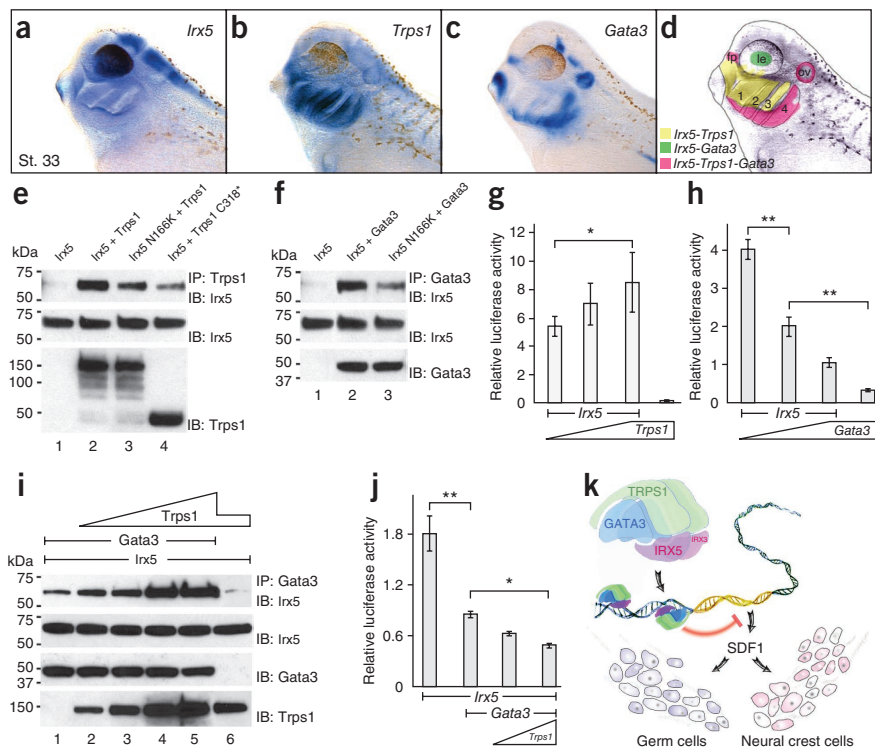 a
Irx5
St. 33
b
Trps1
c
Gata3
d
fp
le
ov
1
2
3
4
Irx5-Trps1
Irx5-Gata3
Irx5-Trps1-Gata3
e
kDa
Irx5
Irx5 + Trps1
Irx5 N166K + Trps1
Irx5 + Trps1 C318*
75
50
IP: Trps1
IB: Irx5
75
50
IB: Irx5
150
100
50
IB: Trps1
1 2 3 4
f
kDa
Irx5
Irx5 + Gata3
Irx5 N166K + Gata3
75
50
IP: Gata3
IB: Irx5
75
50
IB: Irx5
50
37
IB: Gata3
1 2 3
g
Relative luciferase activity
12
10
8
6
4
2
0
*
Irx5
Trps1
h
Relative luciferase activity
4
3
2
1
0
**
**
Irx5
Gata3
i
Trps1
Gata3
Irx5
kDa
75
50
IP: Gata3
IB: Irx5
75
50
IB: Irx5
50
37
IB: Gata3
150
IB: Trps1
1 2 3 4 5 6
j
Relative luciferase activity
1.8
1.2
0.6
0
**
*
Irx5
Gata3
Trps1
k
TRPS1
GATA3
IRX5
IRX3
SDF1
Germ cells
Neural crest cells